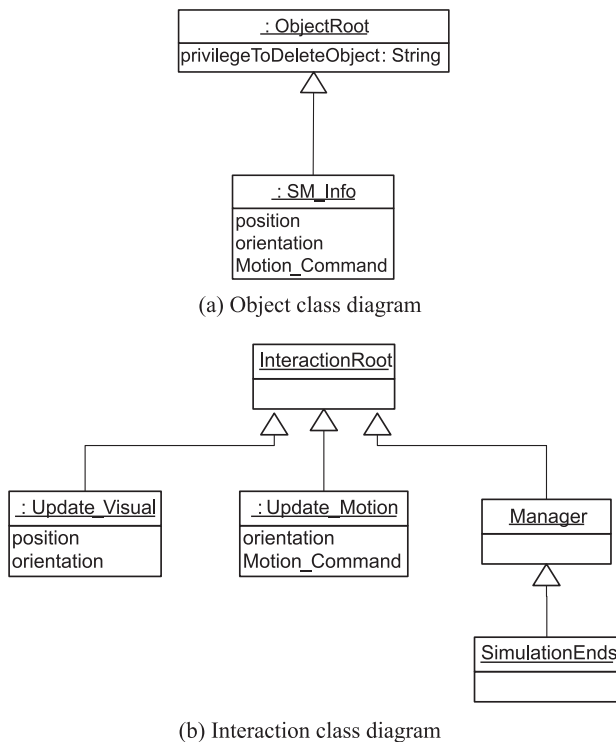 : ObjectRoot
privilegeToDeleteObject: String
: SM_Info
position
orientation
Motion_Command
(a) Object class diagram
InteractionRoot
: Update_Visual
position
orientation
: Update_Motion
orientation
Motion_Command
Manager
SimulationEnds
(b) Interaction class diagram